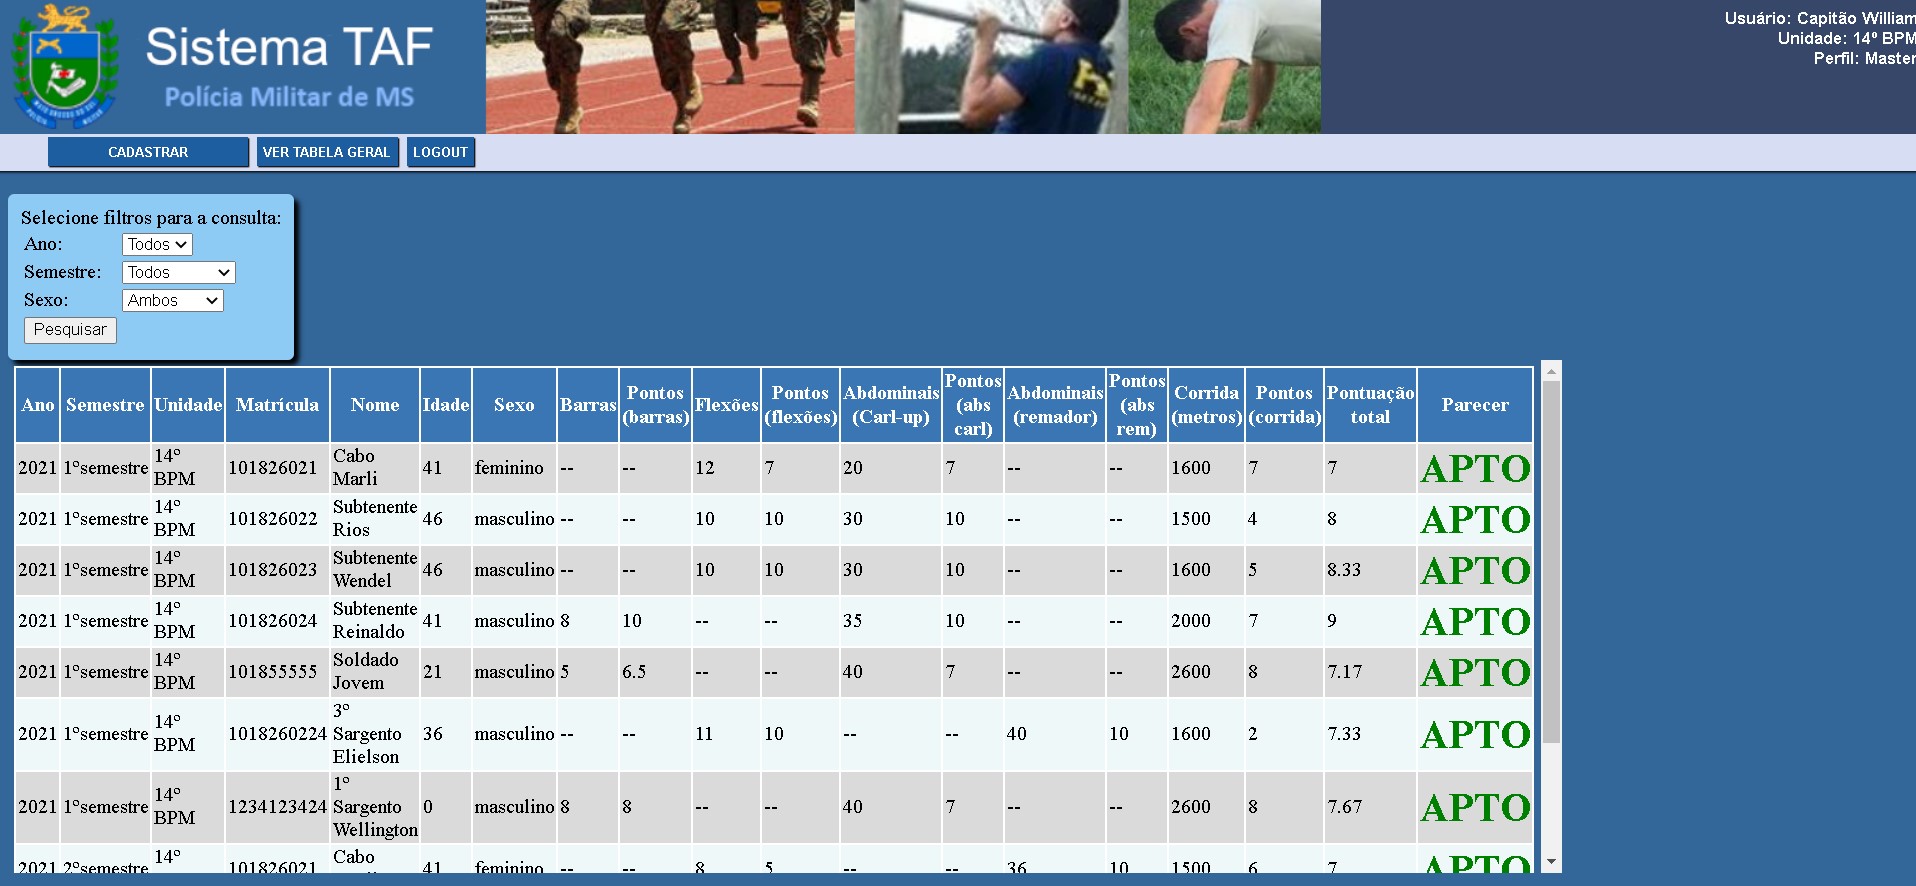 Sistema TAF
Polícia Militar de MS
Usuário: Capitão William
Unidade: 14º BPM
Perfil: Master
CADASTRAR VER TABELA GERAL LOGOUT
Selecione filtros para a consulta:
Ano: Todos
Semestre: Todos
Sexo: Ambos
Pesquisar
Ano Semestre Unidade Matrícula Nome Idade Sexo Barras Pontos (barras) Flexões Pontos (flexões) Abdominais (Carl-up) Pontos (abs carl) Abdominais (remador) Pontos (abs rem) Corrida (metros) Pontos (corrida) Pontuação total Parecer
2021 1ºsemestre 14º BPM 101826021 Cabo Marli 41 feminino -- -- 12 7 20 7 -- -- 1600 7 7 APTO
2021 1ºsemestre 14º BPM 101826022 Subtenente Rios 46 masculino -- -- 10 10 30 10 -- -- 1500 4 8 APTO
2021 1ºsemestre 14º BPM 101826023 Subtenente Wendel 46 masculino -- -- 10 10 30 10 -- -- 1600 5 8.33 APTO
2021 1ºsemestre 14º BPM 101826024 Subtenente Reinaldo 41 masculino 8 10 -- -- 35 10 -- -- 2000 7 9 APTO
2021 1ºsemestre 14º BPM 101855555 Soldado Jovem 21 masculino 5 6.5 -- -- 40 7 -- -- 2600 8 7.17 APTO
2021 1ºsemestre 14º BPM 1018260224 3º Sargento Elielson 36 masculino -- -- 11 10 -- -- 40 10 1600 2 7.33 APTO
2021 1ºsemestre 14º BPM 1234123424 1º Sargento Wellington 0 masculino 8 8 -- -- 40 7 -- -- 2600 8 7.67 APTO
2021 2ºsemestre 14º 101826021 Cabo 41 feminino -- -- 8 5 -- -- 36 10 1500 6 7 APTO